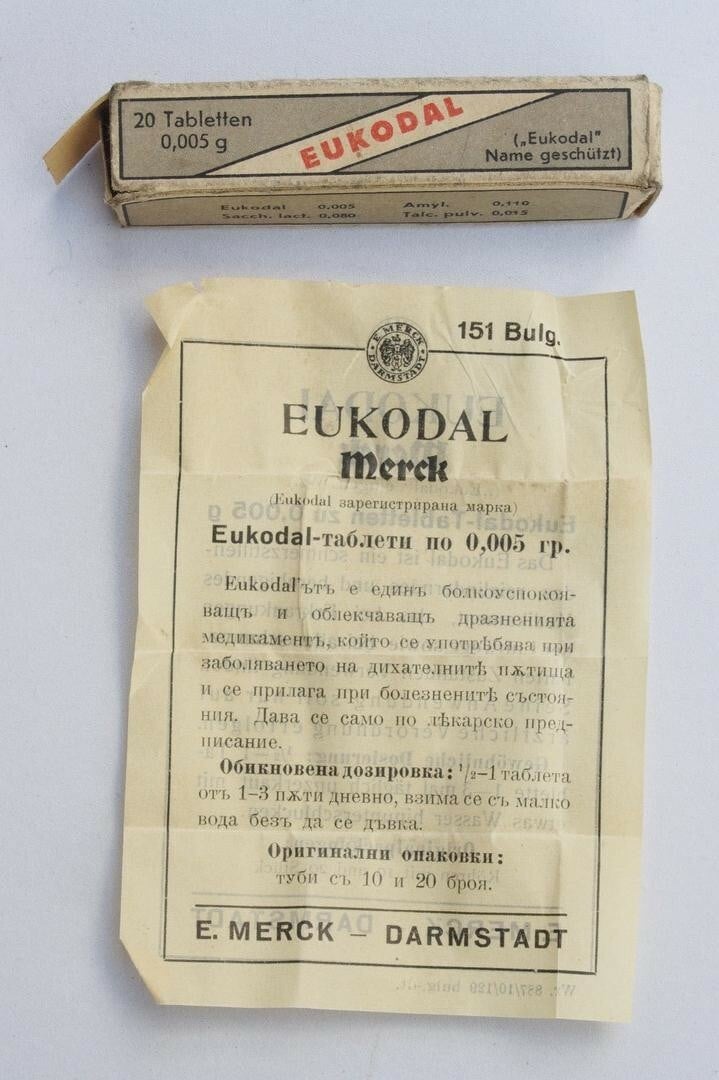 20 Tabletten
0,005 g
EUKODAL
(„Eukodal"
Name geschützt)
Eukodal 0,005 Amyl. 0,110
Sacch. lact. 0,080 Talc. pulv. 0,015
E. MERCK
DARMSTADT
151 Bulg.
EUKODAL
Merck
(Eukodal зарегистрирана марка)
Eukodal-таблети по 0,005 гр.
Eukodal'ътъ е единъ болкоуспокоя-
ващъ и облекчаващъ дразненията
медикаментъ, който се употрѣбява при
заболяването на дихателнитѣ пѫтища
и се прилага при болезненитѣ състоя-
ния. Дава се само по лѣкарско пред-
писание.
Обикновена дозировка: ½–1 таблета
отъ 1–3 пѫти дневно, взима се съ малко
вода безъ да се дъвка.
Оригинални опаковки:
туби съ 10 и 20 броя.
E. MERCK – DARMSTADT